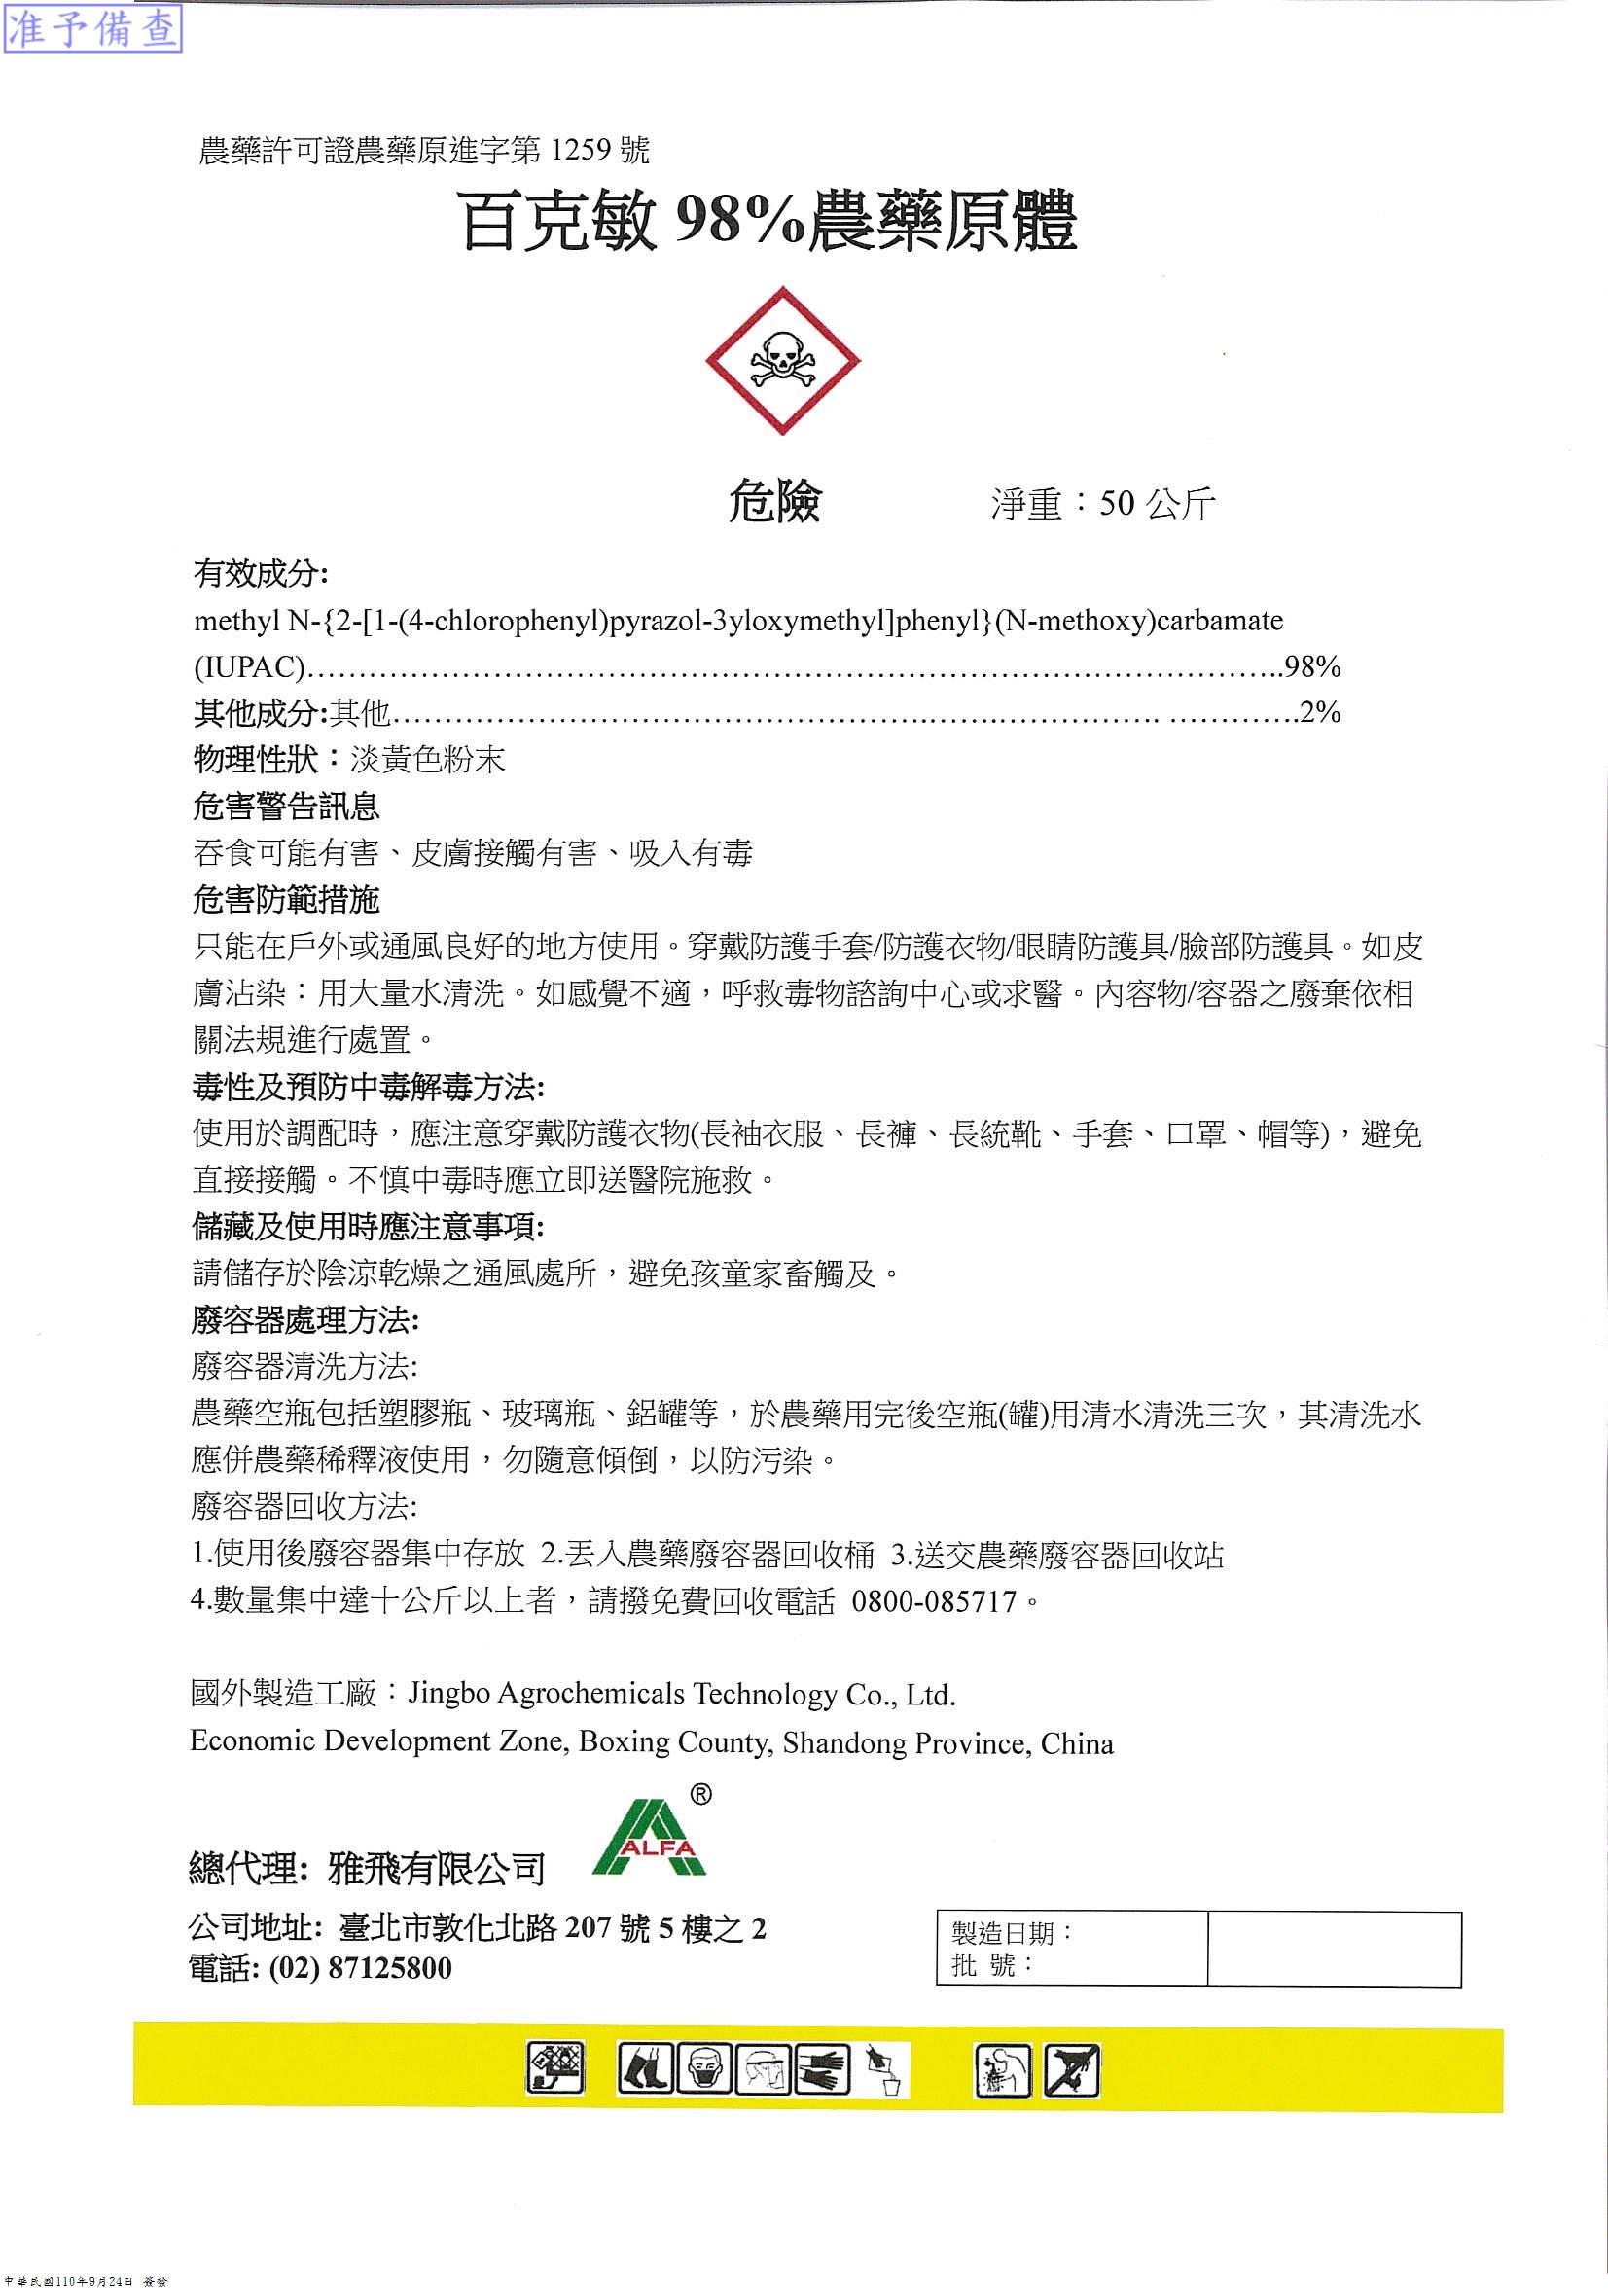 准予備查
農藥許可證農藥原進字第 1259 號
百克敏 98%農藥原體
危險 淨重：50 公斤
有效成分:
methyl N-{2-[1-(4-chlorophenyl)pyrazol-3yloxymethyl]phenyl}(N-methoxy)carbamate
(IUPAC)……………………………………………………………………………………………..98%
其他成分:其他……………………………………………………………………… ………….2%
物理性狀：淡黃色粉末
危害警告訊息
吞食可能有害、皮膚接觸有害、吸入有毒
危害防範措施
只能在戶外或通風良好的地方使用。穿戴防護手套/防護衣物/眼睛防護具/臉部防護具。如皮
膚沾染：用大量水清洗。如感覺不適，呼救毒物諮詢中心或求醫。內容物/容器之廢棄依相
關法規進行處置。
毒性及預防中毒解毒方法:
使用於調配時，應注意穿戴防護衣物(長袖衣服、長褲、長統靴、手套、口罩、帽等)，避免
直接接觸。不慎中毒時應立即送醫院施救。
儲藏及使用時應注意事項:
請儲存於陰涼乾燥之通風處所，避免孩童家畜觸及。
廢容器處理方法:
廢容器清洗方法:
農藥空瓶包括塑膠瓶、玻璃瓶、鋁罐等，於農藥用完後空瓶(罐)用清水清洗三次，其清洗水
應併農藥稀釋液使用，勿隨意傾倒，以防污染。
廢容器回收方法:
1.使用後廢容器集中存放 2.丟入農藥廢容器回收桶 3.送交農藥廢容器回收站
4.數量集中達十公斤以上者，請撥免費回收電話 0800-085717。
國外製造工廠：Jingbo Agrochemicals Technology Co., Ltd.
Economic Development Zone, Boxing County, Shandong Province, China
®
ALFA
總代理: 雅飛有限公司
公司地址: 臺北市敦化北路 207 號 5 樓之 2
電話: (02) 87125800
製造日期：
批 號：
中華民國110年9月24日 簽發